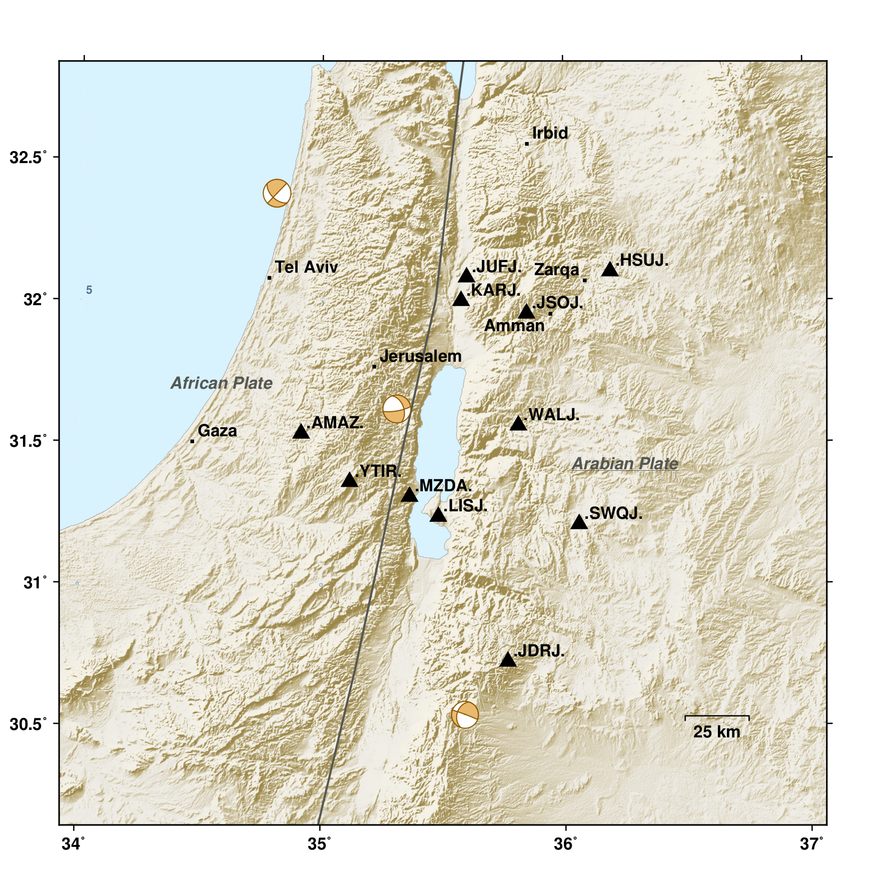 Irbid
32.5°
.HSUJ.
Tel Aviv
.JUFJ.
Zarqa
5
.KARJ.
32°
.JSOJ.
Amman
Jerusalem
African Plate
.AMAZ.
.WALJ.
Gaza
31.5°
Arabian Plate
.YTIR.
.MZDA.
.LISJ.
.SWQJ.
31°
.JDRJ.
30.5°
25 km
34°
35°
36°
37°